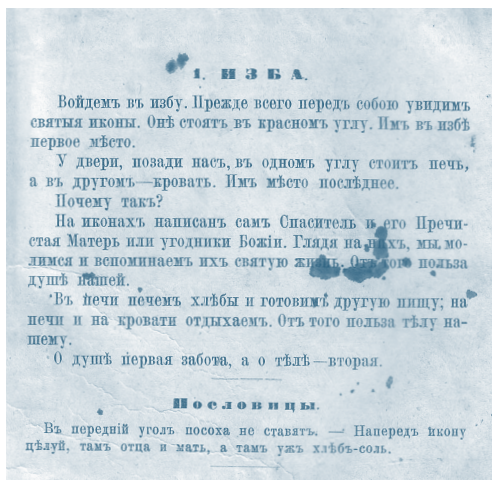 1. ИЗБА.
Войдемъ въ избу. Прежде всего передъ собою увидимъ
святыя иконы. Онѣ стоятъ въ красномъ углу. Имъ въ избѣ
первое мѣсто.
У двери, позади насъ, въ одномъ углу стоитъ печь,
а въ другомъ—кровать. Имъ мѣсто послѣднее.
Почему такъ?
На иконахъ написанъ самъ Спаситель и его Пречи-
стая Матерь или угодники Божіи. Глядя на нихъ, мы мо-
лимся и вспоминаемъ ихъ святую жизнь. Отъ того польза
душѣ нашей.
Въ печи печемъ хлѣбы и готовимъ другую пищу; на
печи и на кровати отдыхаемъ. Отъ того польза тѣлу на-
шему.
О душѣ первая забота, а о тѣлѣ—вторая.
Пословицы.
Въ передній уголъ посоха не ставятъ. — Напередъ икону
цѣлуй, тамъ отца и мать, а тамъ ужъ хлѣбъ-соль.